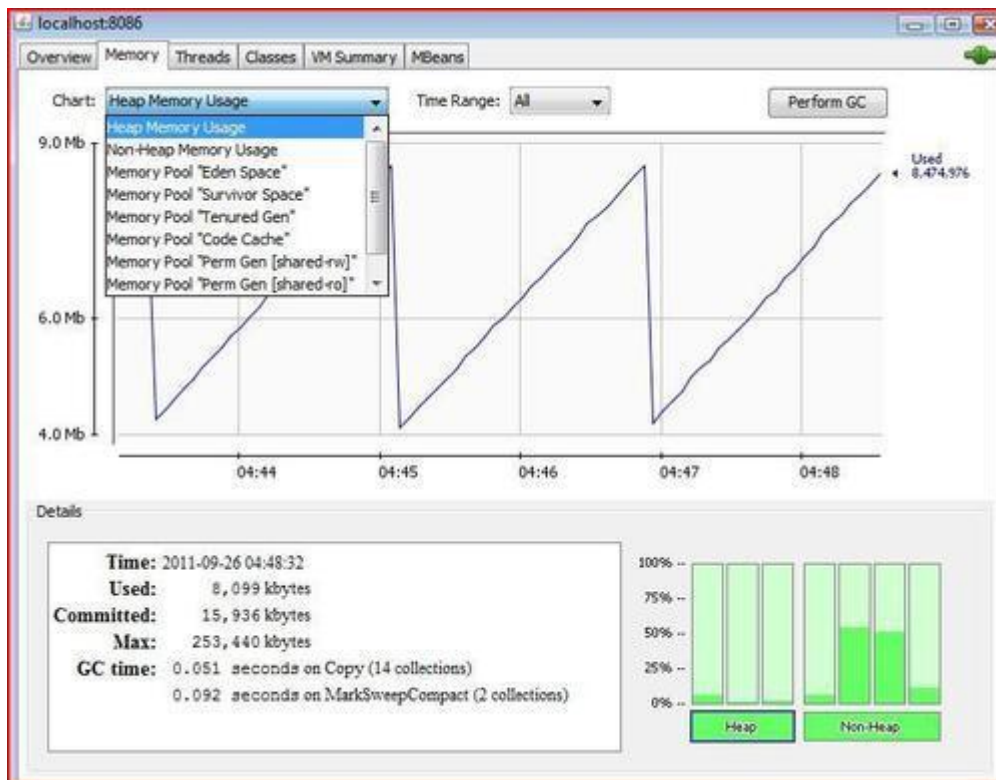 localhost:8086
Overview Memory Threads Classes VM Summary MBeans
Chart: Heap Memory Usage Time Range: All Perform GC
Heap Memory Usage
Non-Heap Memory Usage
Memory Pool "Eden Space"
Memory Pool "Survivor Space"
Memory Pool "Tenured Gen"
Memory Pool "Code Cache"
Memory Pool "Perm Gen [shared-rw]"
Memory Pool "Perm Gen [shared-ro]"
9.0 Mb
6.0 Mb
4.0 Mb
Used
8,474,976
04:44 04:45 04:46 04:47 04:48
Details
Time: 2011-09-26 04:48:32
Used: 8,099 kbytes
Committed: 15,936 kbytes
Max: 253,440 kbytes
GC time: 0.051 seconds on Copy (14 collections)
0.092 seconds on MarkSweepCompact (2 collections)
100% --
75% --
50% --
25% --
0% --
Heap Non-Heap